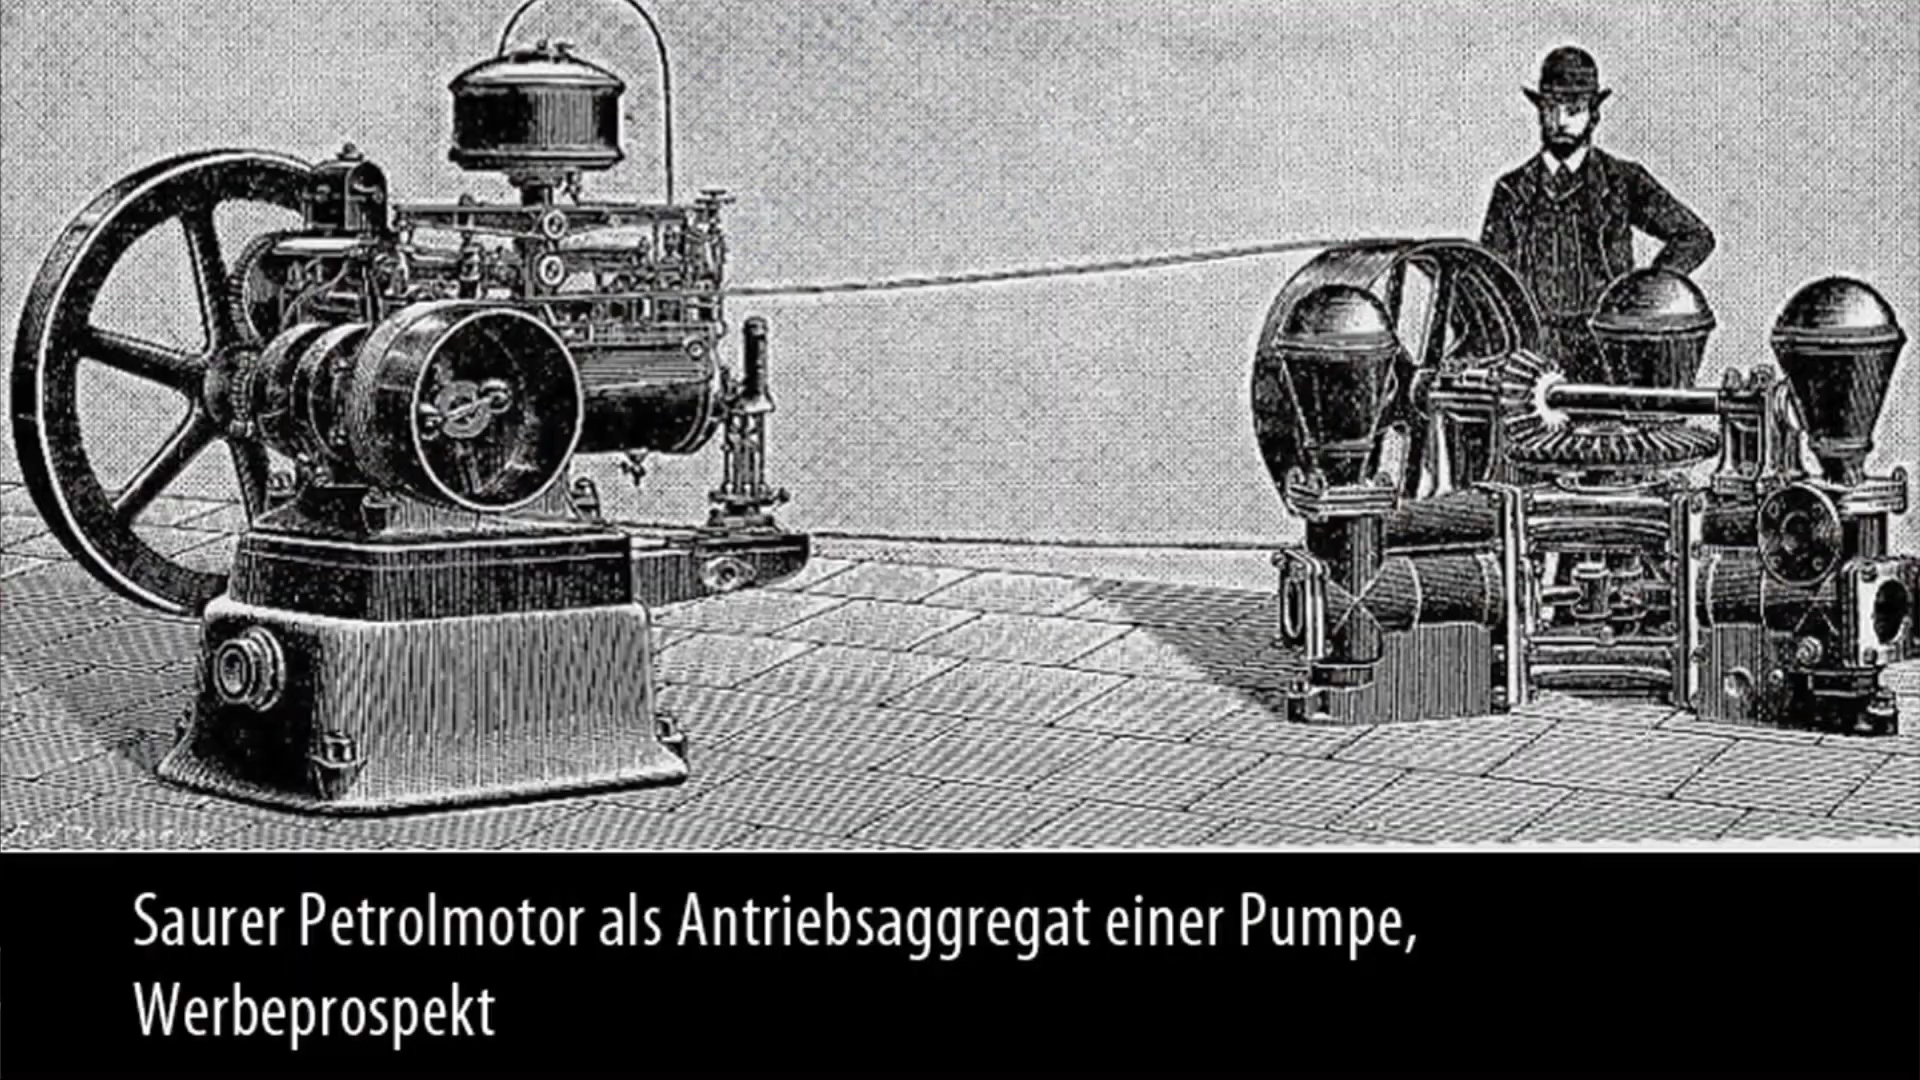 Saurer Petrolmotor als Antriebsaggregat einer Pumpe,
Werbeprospekt